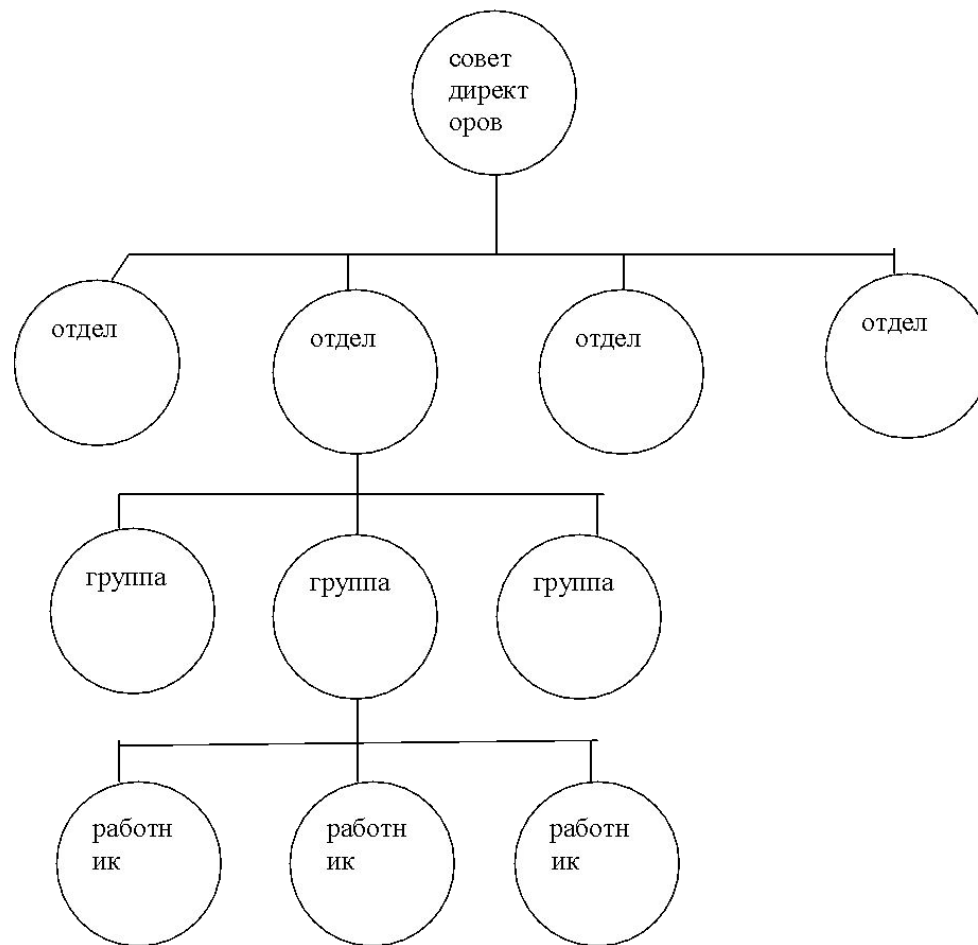 совет
директ
оров
отдел
отдел
отдел
отдел
группа
группа
группа
работн
ик
работн
ик
работн
ик